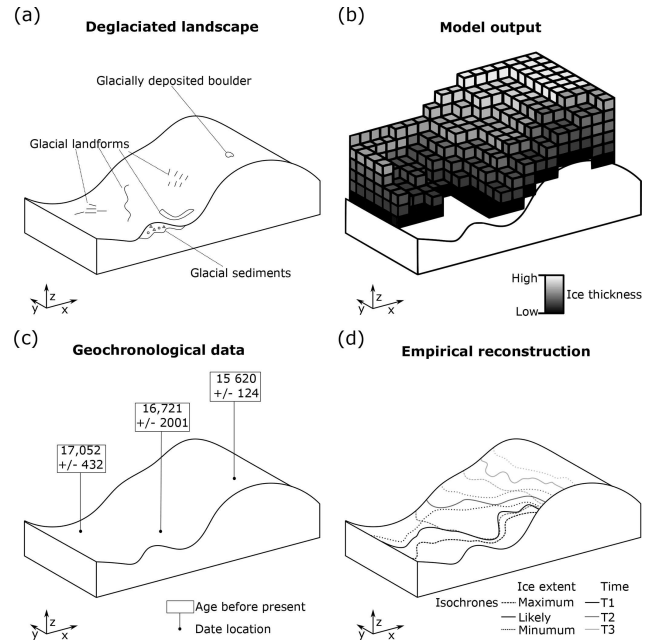 (a)
Deglaciated landscape
Glacially deposited boulder
Glacial landforms
Glacial sediments
z
y
x
(b)
Model output
High
Ice thickness
Low
z
y
x
(c)
Geochronological data
15 620
+/- 124
16,721
+/- 2001
17,052
+/- 432
Age before present
Date location
z
y
x
(d)
Empirical reconstruction
Ice extent
Time
Isochrones
Maximum
T1
Likely
T2
Minumum
T3
z
y
x